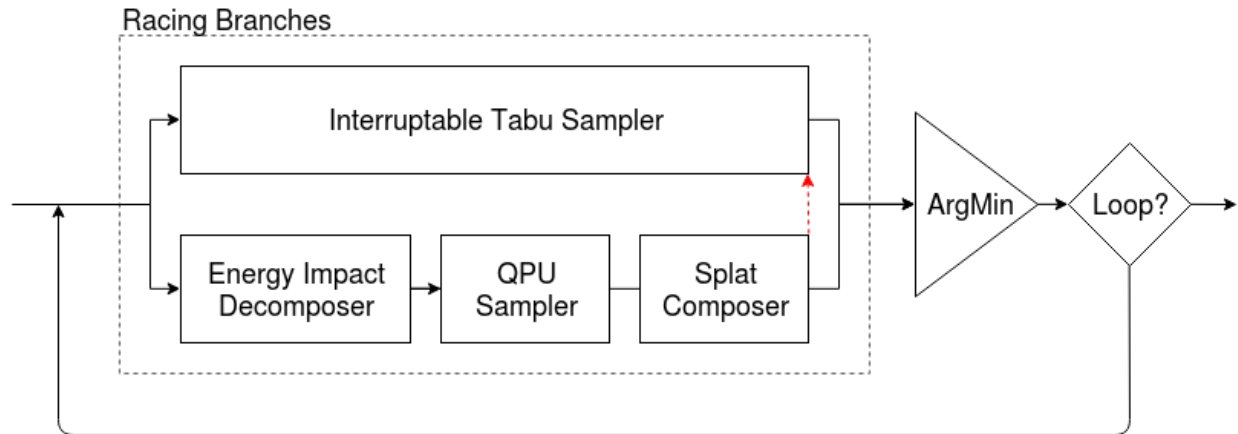 Racing Branches
Interruptable Tabu Sampler
Energy Impact
Decomposer
QPU
Sampler
Splat
Composer
ArgMin
Loop?